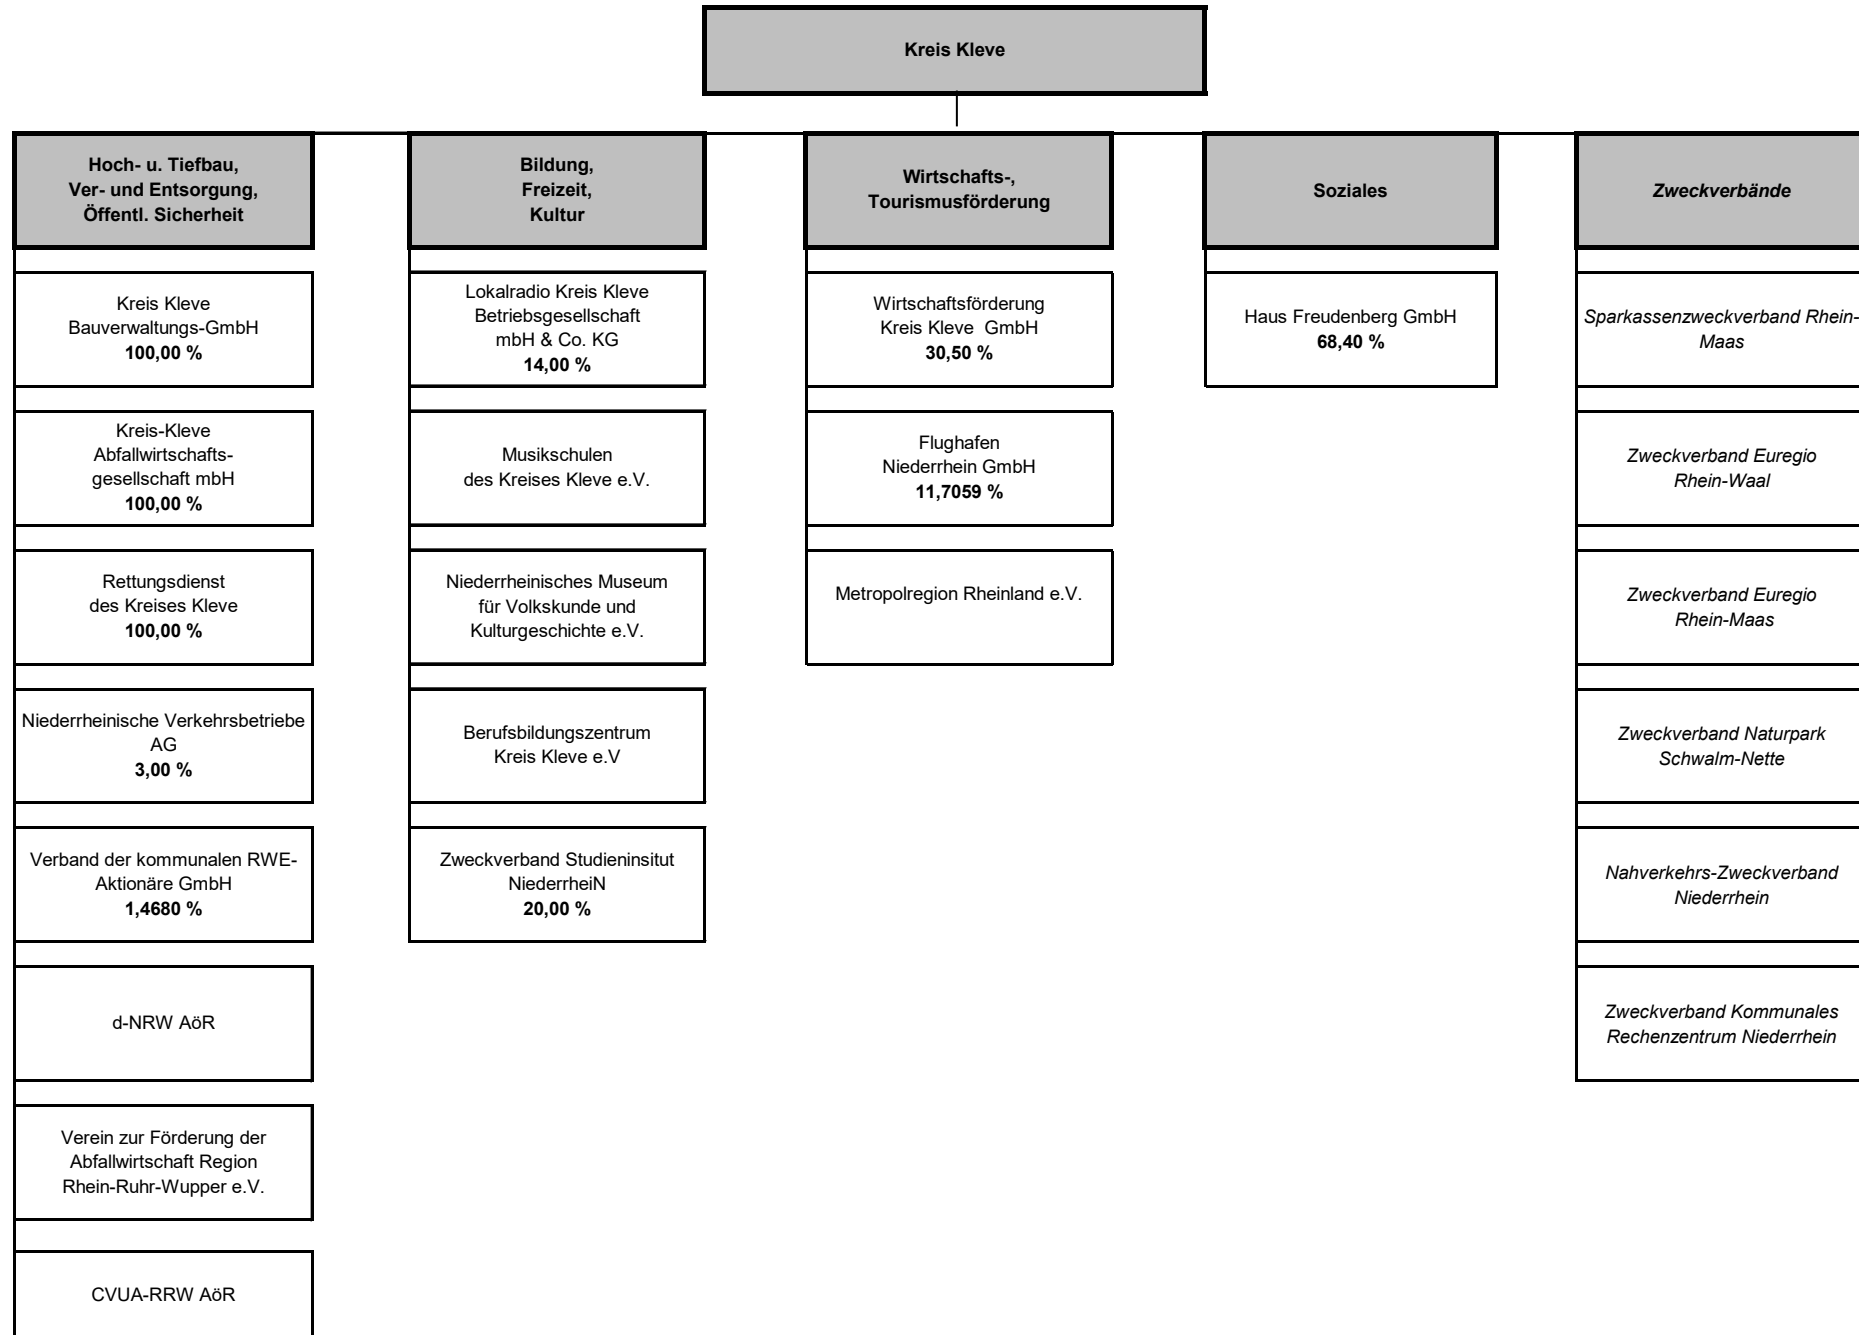 Kreis Kleve
Hoch- u. Tiefbau,
Ver- und Entsorgung,
Öffentl. Sicherheit
Kreis Kleve
Bauverwaltungs-GmbH
100,00 %
Kreis-Kleve
Abfallwirtschafts-
gesellschaft mbH
100,00 %
Rettungsdienst
des Kreises Kleve
100,00 %
Niederrheinische Verkehrsbetriebe
AG
3,00 %
Verband der kommunalen RWE-
Aktionäre GmbH
1,4680 %
d-NRW AöR
Verein zur Förderung der
Abfallwirtschaft Region
Rhein-Ruhr-Wupper e.V.
CVUA-RRW AöR
Bildung,
Freizeit,
Kultur
Lokalradio Kreis Kleve
Betriebsgesellschaft
mbH & Co. KG
14,00 %
Musikschulen
des Kreises Kleve e.V.
Niederrheinisches Museum
für Volkskunde und
Kulturgeschichte e.V.
Berufsbildungszentrum
Kreis Kleve e.V
Zweckverband Studieninsitut
NiederrheiN
20,00 %
Wirtschafts-,
Tourismusförderung
Wirtschaftsförderung
Kreis Kleve GmbH
30,50 %
Flughafen
Niederrhein GmbH
11,7059 %
Metropolregion Rheinland e.V.
Soziales
Haus Freudenberg GmbH
68,40 %
Zweckverbände
Sparkassenzweckverband Rhein-
Maas
Zweckverband Euregio
Rhein-Waal
Zweckverband Euregio
Rhein-Maas
Zweckverband Naturpark
Schwalm-Nette
Nahverkehrs-Zweckverband
Niederrhein
Zweckverband Kommunales
Rechenzentrum Niederrhein